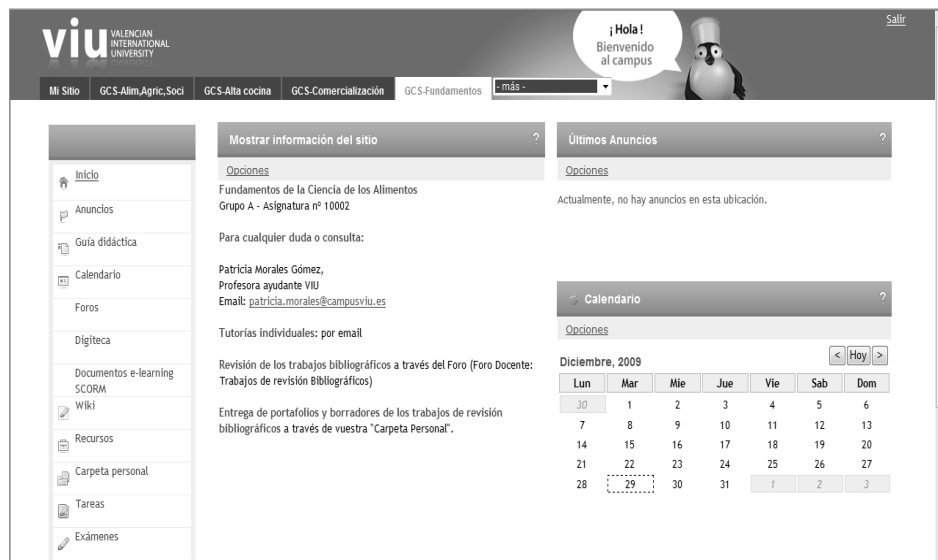 viu VALENCIAN
INTERNATIONAL
UNIVERSITY
¡Hola!
Bienvenido
al campus
Salir
Mi Sitio GCS-Alim,Agric,Soci GCS-Alta cocina GCS-Comercialización GCS-Fundamentos - más -
Inicio
Anuncios
Guía didáctica
Calendario
Foros
Digiteca
Documentos e-learning
SCORM
Wiki
Recursos
Carpeta personal
Tareas
Exámenes
Mostrar información del sitio ?
Opciones
Fundamentos de la Ciencia de los Alimentos
Grupo A - Asignatura nº 10002
Para cualquier duda o consulta:
Patricia Morales Gómez,
Profesora ayudante VIU
Email: patricia.morales@campusviu.es
Tutorías individuales: por email
Revisión de los trabajos bibliográficos a través del Foro (Foro Docente:
Trabajos de revisión Bibliográficos)
Entrega de portafolios y borradores de los trabajos de revisión
bibliográficos a través de vuestra "Carpeta Personal".
Últimos Anuncios ?
Opciones
Actualmente, no hay anuncios en esta ubicación.
Calendario ?
Opciones
Diciembre, 2009 < Hoy >
Lun Mar Mie Jue Vie Sab Dom
30 1 2 3 4 5 6
7 8 9 10 11 12 13
14 15 16 17 18 19 20
21 22 23 24 25 26 27
28 29 30 31 1 2 3